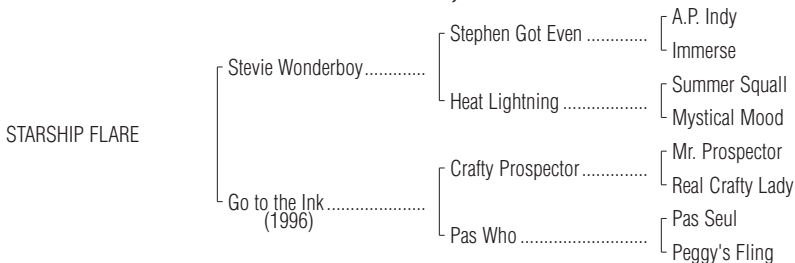 A.P. Indy
Stephen Got Even .............
Immerse
Stevie Wonderboy.............
Summer Squall
Heat Lightning ..................
Mystical Mood
STARSHIP FLARE
Mr. Prospector
Crafty Prospector..............
Real Crafty Lady
Go to the Ink.....................
(1996)
Pas Seul
Pas Who ...........................
Peggy's Fling